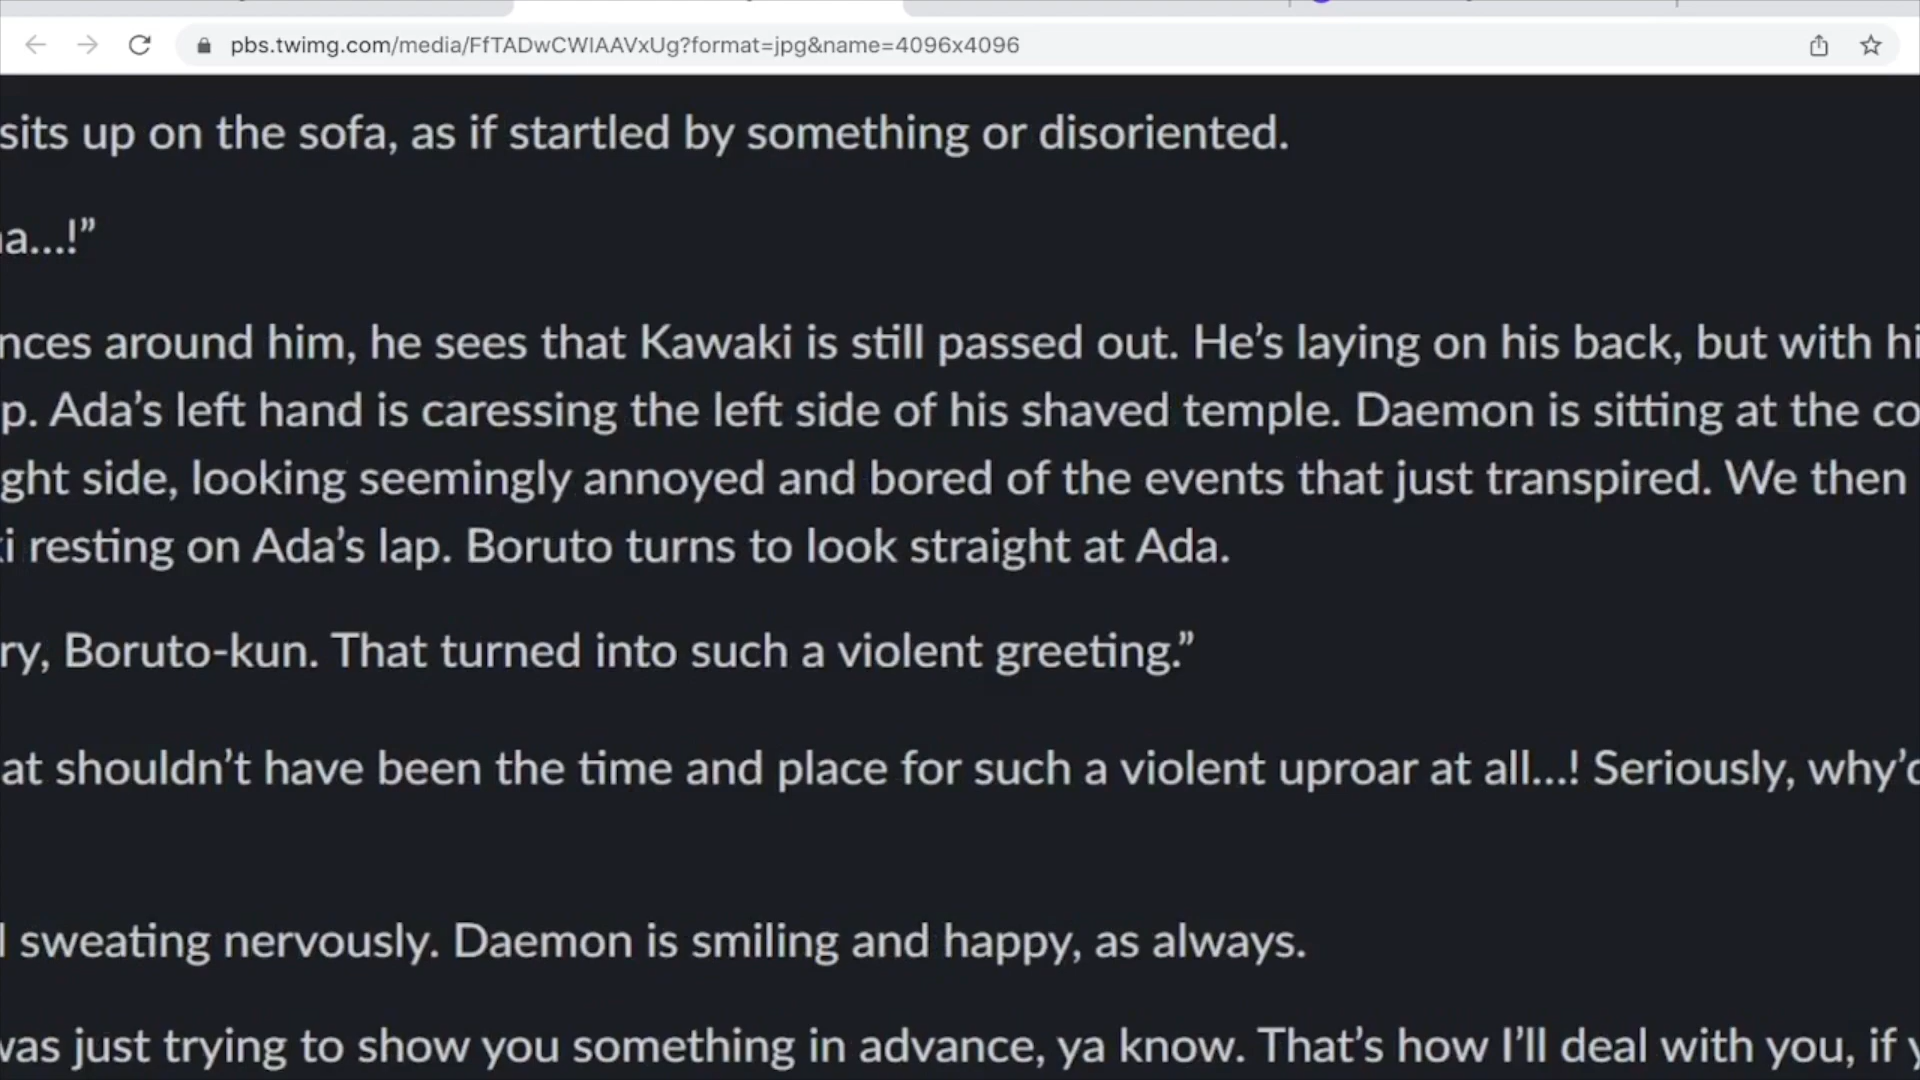 pbs.twimg.com/media/FfTADwCWIAAVxUg?format=jpg&name=4096x4096
sits up on the sofa, as if startled by something or disoriented.
a...!”
nces around him, he sees that Kawaki is still passed out. He’s laying on his back, but with hi
p. Ada’s left hand is caressing the left side of his shaved temple. Daemon is sitting at the co
ght side, looking seemingly annoyed and bored of the events that just transpired. We then
i resting on Ada’s lap. Boruto turns to look straight at Ada.
ry, Boruto-kun. That turned into such a violent greeting.”
at shouldn’t have been the time and place for such a violent uproar at all...! Seriously, why’d
sweating nervously. Daemon is smiling and happy, as always.
was just trying to show you something in advance, ya know. That’s how I’ll deal with you, if y